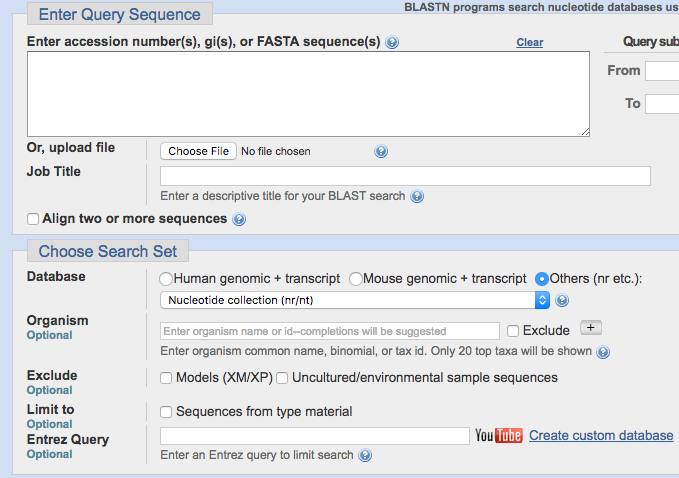 BLASTN programs search nucleotide databases us
Enter Query Sequence
Enter accession number(s), gi(s), or FASTA sequence(s) Clear Query sub
From
To
Or, upload file Choose File No file chosen
Job Title
Enter a descriptive title for your BLAST search
Align two or more sequences
Choose Search Set
Database Human genomic + transcript Mouse genomic + transcript Others (nr etc.):
Nucleotide collection (nr/nt)
Organism
Optional
Enter organism name or id--completions will be suggested Exclude +
Enter organism common name, binomial, or tax id. Only 20 top taxa will be shown
Exclude
Optional
Models (XM/XP) Uncultured/environmental sample sequences
Limit to
Optional
Sequences from type material
Entrez Query
Optional
YouTube Create custom database
Enter an Entrez query to limit search